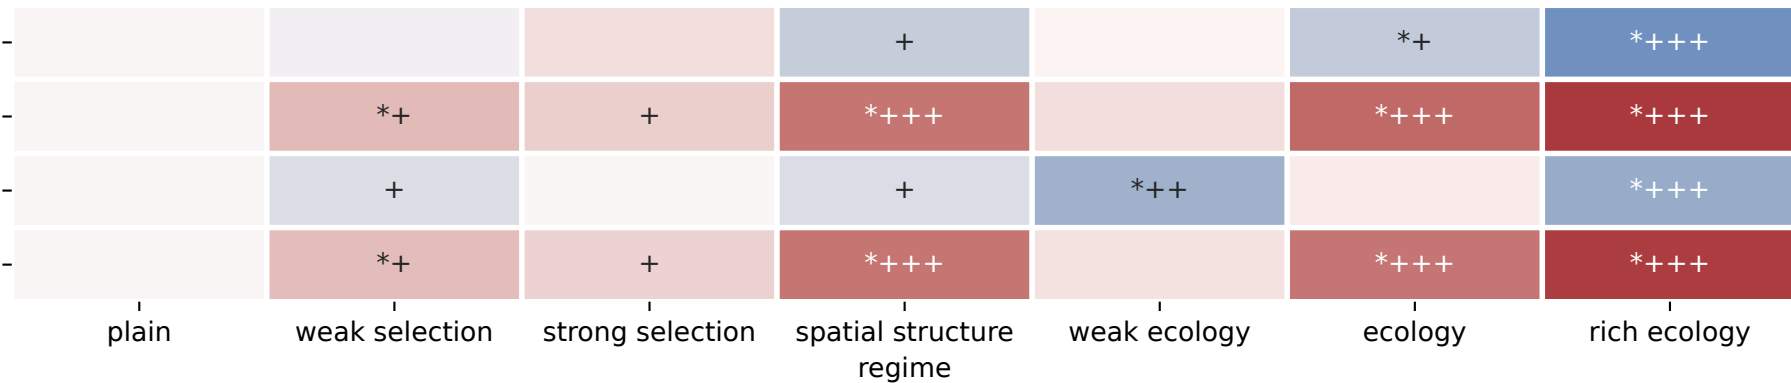 + *+ *+++
*+ + *+++ *+++ *+++
+ + *++ *+++
*+ + *+++ *+++ *+++
plain weak selection strong selection spatial structure weak ecology ecology rich ecology
regime